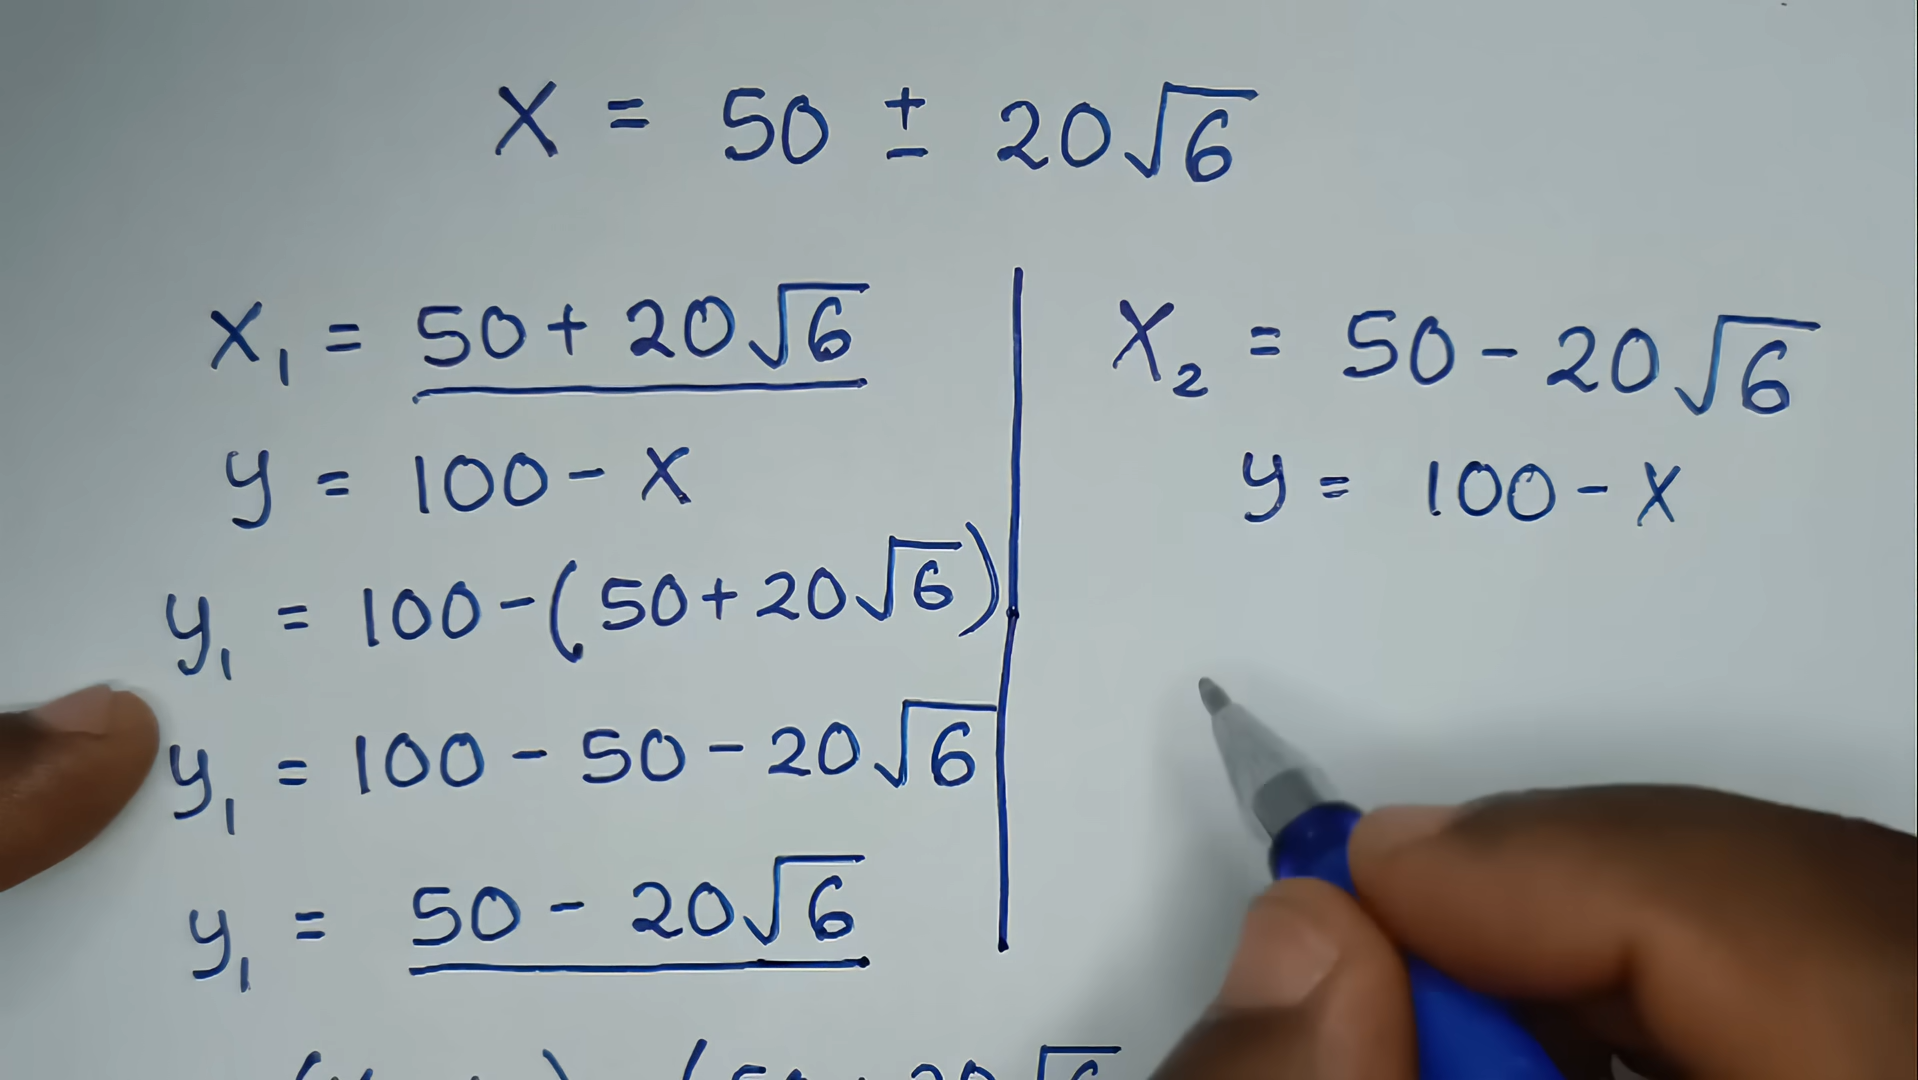 x = 50 ± 20√6
x₁ = 50 + 20√6
y = 100 - x
y₁ = 100 - (50 + 20√6)
y₁ = 100 - 50 - 20√6
y₁ = 50 - 20√6
x₂ = 50 - 20√6
y = 100 - x